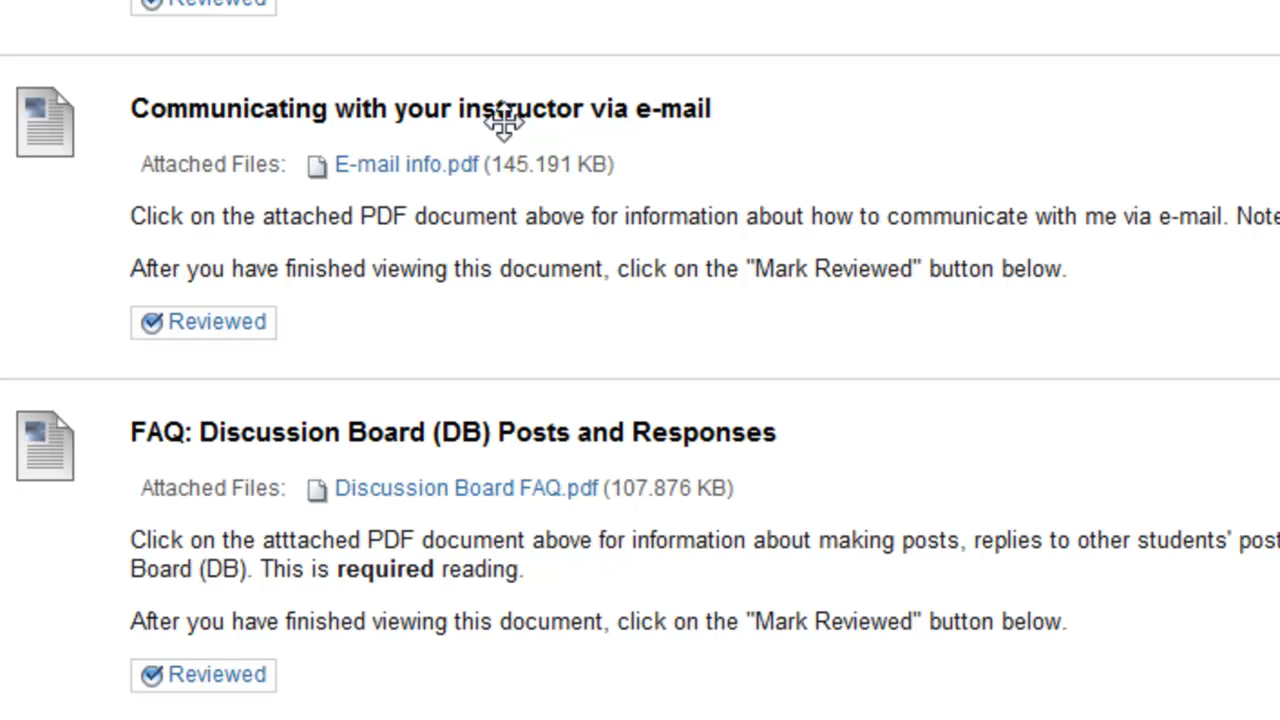 Reviewed
Communicating with your instructor via e-mail
Attached Files: E-mail info.pdf (145.191 KB)
Click on the attached PDF document above for information about how to communicate with me via e-mail. Note
After you have finished viewing this document, click on the "Mark Reviewed" button below.
Reviewed
FAQ: Discussion Board (DB) Posts and Responses
Attached Files: Discussion Board FAQ.pdf (107.876 KB)
Click on the atttached PDF document above for information about making posts, replies to other students' post
Board (DB). This is required reading.
After you have finished viewing this document, click on the "Mark Reviewed" button below.
Reviewed